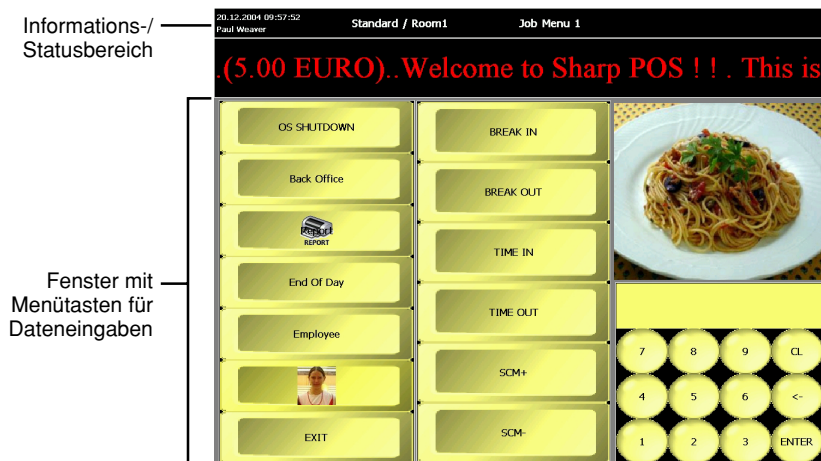 Informations-/
Statusbereich
20.12.2004 09:57:52
Paul Weaver
Standard / Room1
Job Menu 1
.(5.00 EURO)..Welcome to Sharp POS ! ! . This is
Fenster mit
Menütasten für
Dateneingaben
OS SHUTDOWN
Back Office
Report
REPORT
End Of Day
Employee
EXIT
BREAK IN
BREAK OUT
TIME IN
TIME OUT
SCM+
SCM-
7 8 9 CL
4 5 6 <-
1 2 3 ENTER